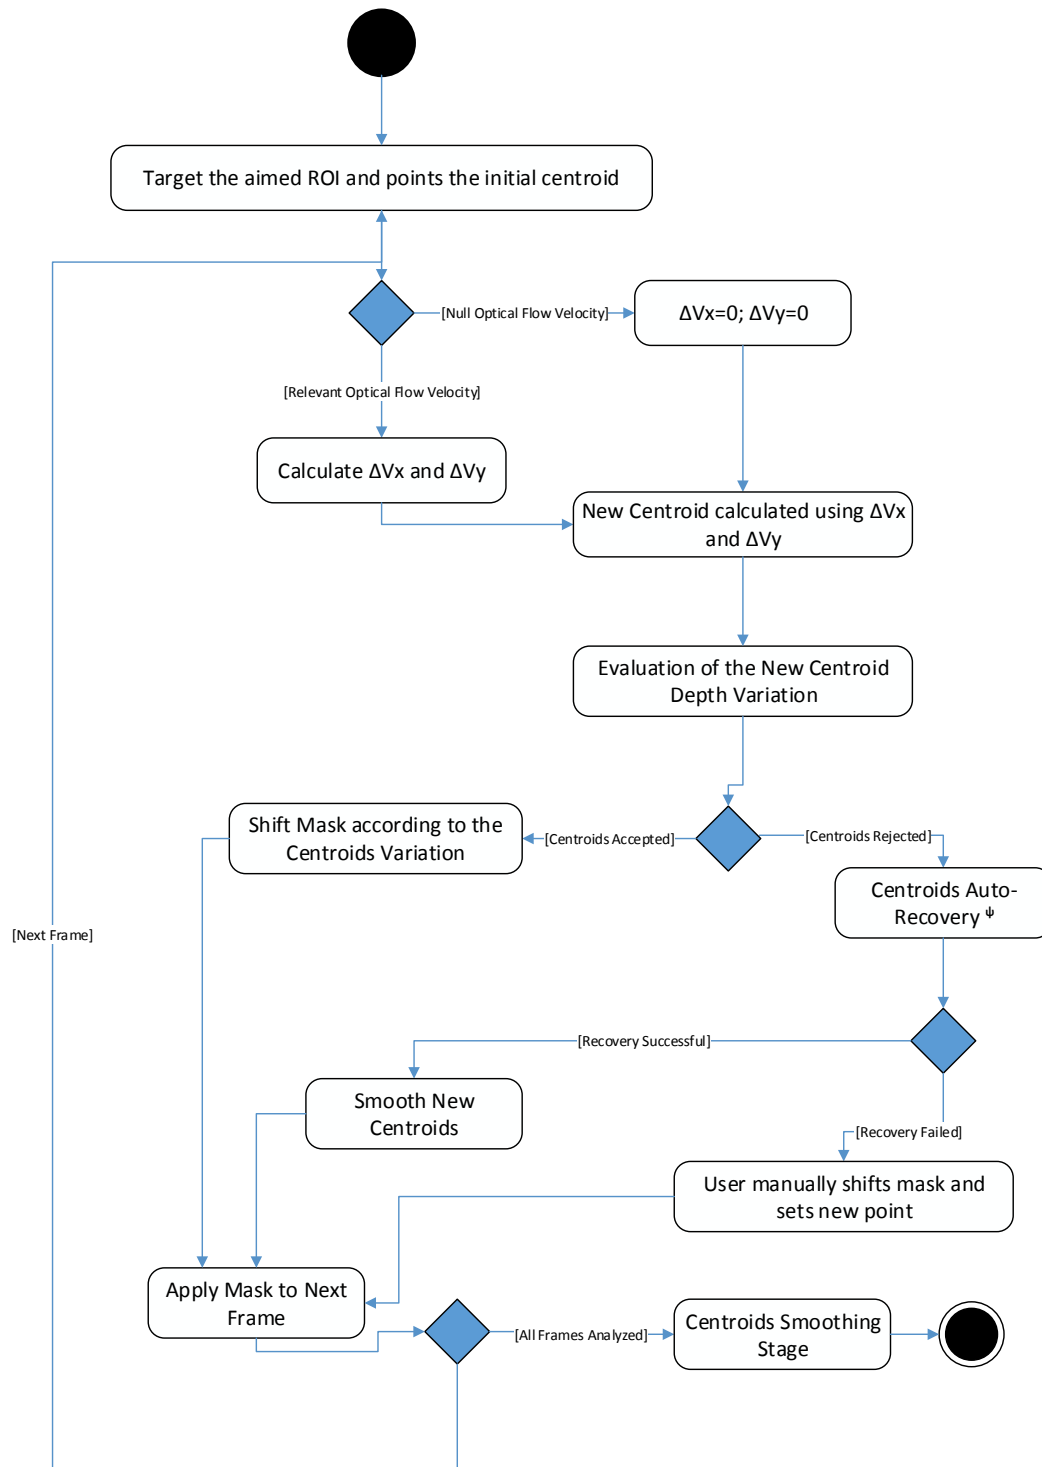 Target the aimed ROI and points the initial centroid
[Null Optical Flow Velocity]
ΔVx=0; ΔVy=0
[Relevant Optical Flow Velocity]
Calculate ΔVx and ΔVy
New Centroid calculated using ΔVx
and ΔVy
Evaluation of the New Centroid
Depth Variation
Shift Mask according to the
Centroids Variation
[Centroids Accepted]
[Centroids Rejected]
Centroids Auto-
Recovery ψ
[Next Frame]
[Recovery Successful]
Smooth New
Centroids
[Recovery Failed]
User manually shifts mask and
sets new point
Apply Mask to Next
Frame
[All Frames Analyzed]
Centroids Smoothing
Stage